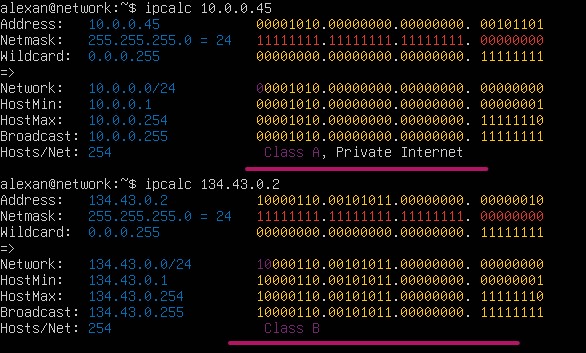 alexan@network:~$ ipcalc 10.0.0.45
Address: 10.0.0.45 00001010.00000000.00000000. 00101101
Netmask: 255.255.255.0 = 24 11111111.11111111.11111111. 00000000
Wildcard: 0.0.0.255 00000000.00000000.00000000. 11111111
=>
Network: 10.0.0.0/24 00001010.00000000.00000000. 00000000
HostMin: 10.0.0.1 00001010.00000000.00000000. 00000001
HostMax: 10.0.0.254 00001010.00000000.00000000. 11111110
Broadcast: 10.0.0.255 00001010.00000000.00000000. 11111111
Hosts/Net: 254 Class A, Private Internet
alexan@network:~$ ipcalc 134.43.0.2
Address: 134.43.0.2 10000110.00101011.00000000. 00000010
Netmask: 255.255.255.0 = 24 11111111.11111111.11111111. 00000000
Wildcard: 0.0.0.255 00000000.00000000.00000000. 11111111
=>
Network: 134.43.0.0/24 10000110.00101011.00000000. 00000000
HostMin: 134.43.0.1 10000110.00101011.00000000. 00000001
HostMax: 134.43.0.254 10000110.00101011.00000000. 11111110
Broadcast: 134.43.0.255 10000110.00101011.00000000. 11111111
Hosts/Net: 254 Class B